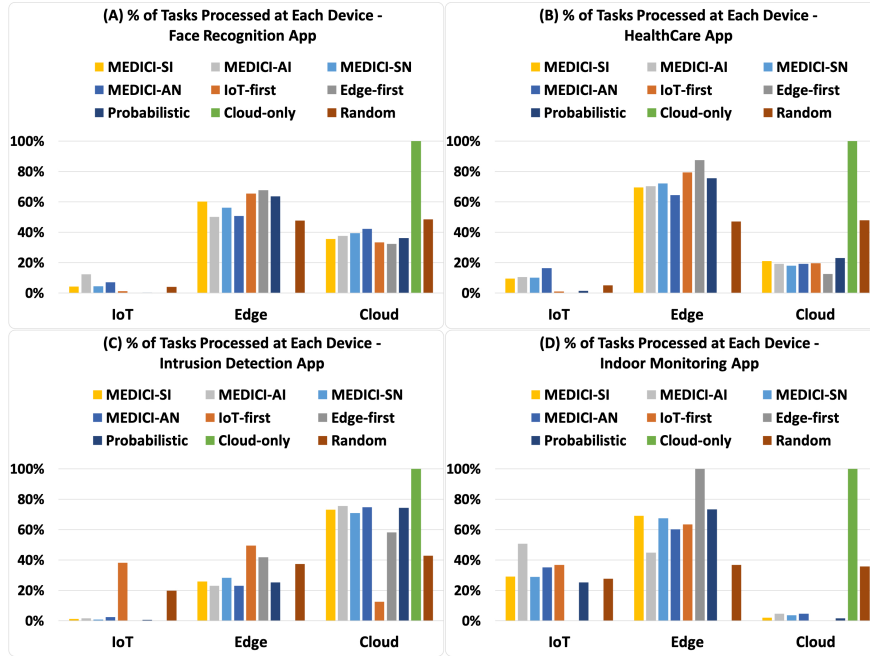 (A) % of Tasks Processed at Each Device -
Face Recognition App
MEDICI-SI MEDICI-AI MEDICI-SN
MEDICI-AN IoT-first Edge-first
Probabilistic Cloud-only Random
100%
80%
60%
40%
20%
0%
IoT Edge Cloud
(B) % of Tasks Processed at Each Device -
HealthCare App
MEDICI-SI MEDICI-AI MEDICI-SN
MEDICI-AN IoT-first Edge-first
Probabilistic Cloud-only Random
100%
80%
60%
40%
20%
0%
IoT Edge Cloud
(C) % of Tasks Processed at Each Device -
Intrusion Detection App
MEDICI-SI MEDICI-AI MEDICI-SN
MEDICI-AN IoT-first Edge-first
Probabilistic Cloud-only Random
100%
80%
60%
40%
20%
0%
IoT Edge Cloud
(D) % of Tasks Processed at Each Device -
Indoor Monitoring App
MEDICI-SI MEDICI-AI MEDICI-SN
MEDICI-AN IoT-first Edge-first
Probabilistic Cloud-only Random
100%
80%
60%
40%
20%
0%
IoT Edge Cloud